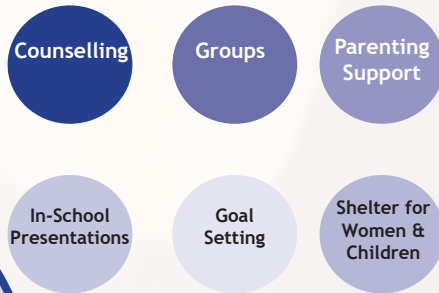 Counselling
Groups
Parenting
Support
In-School
Presentations
Goal
Setting
Shelter for
Women &
Children